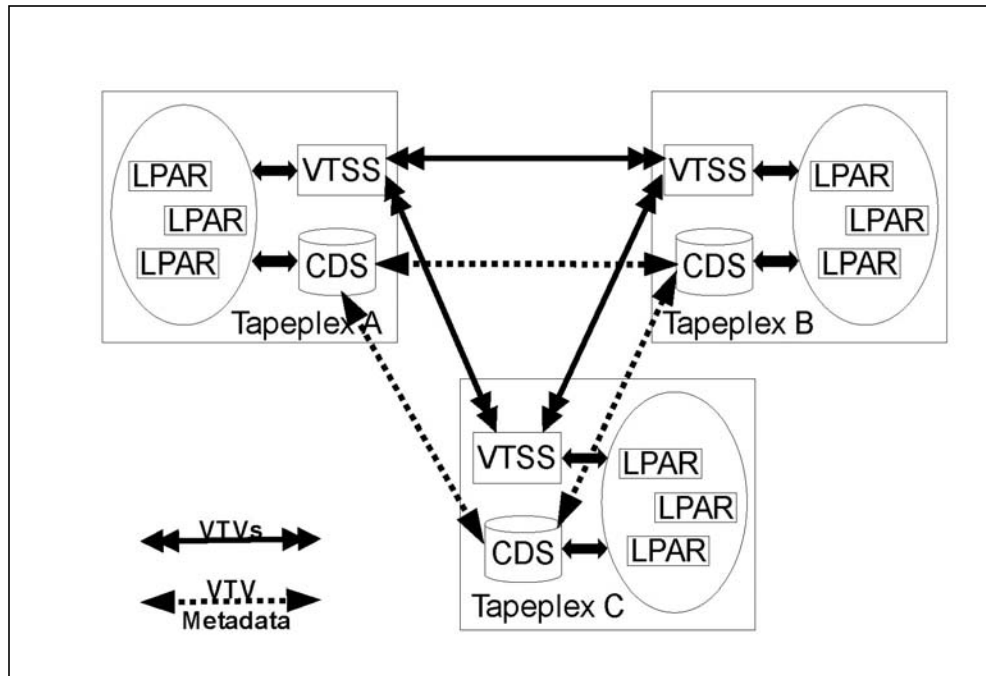 LPAR
LPAR
LPAR
VTSS
CDS
Tapeplex A
VTSS
CDS
LPAR
LPAR
LPAR
Tapeplex B
VTSS
CDS
LPAR
LPAR
LPAR
Tapeplex C
VTVs
VTV
Metadata